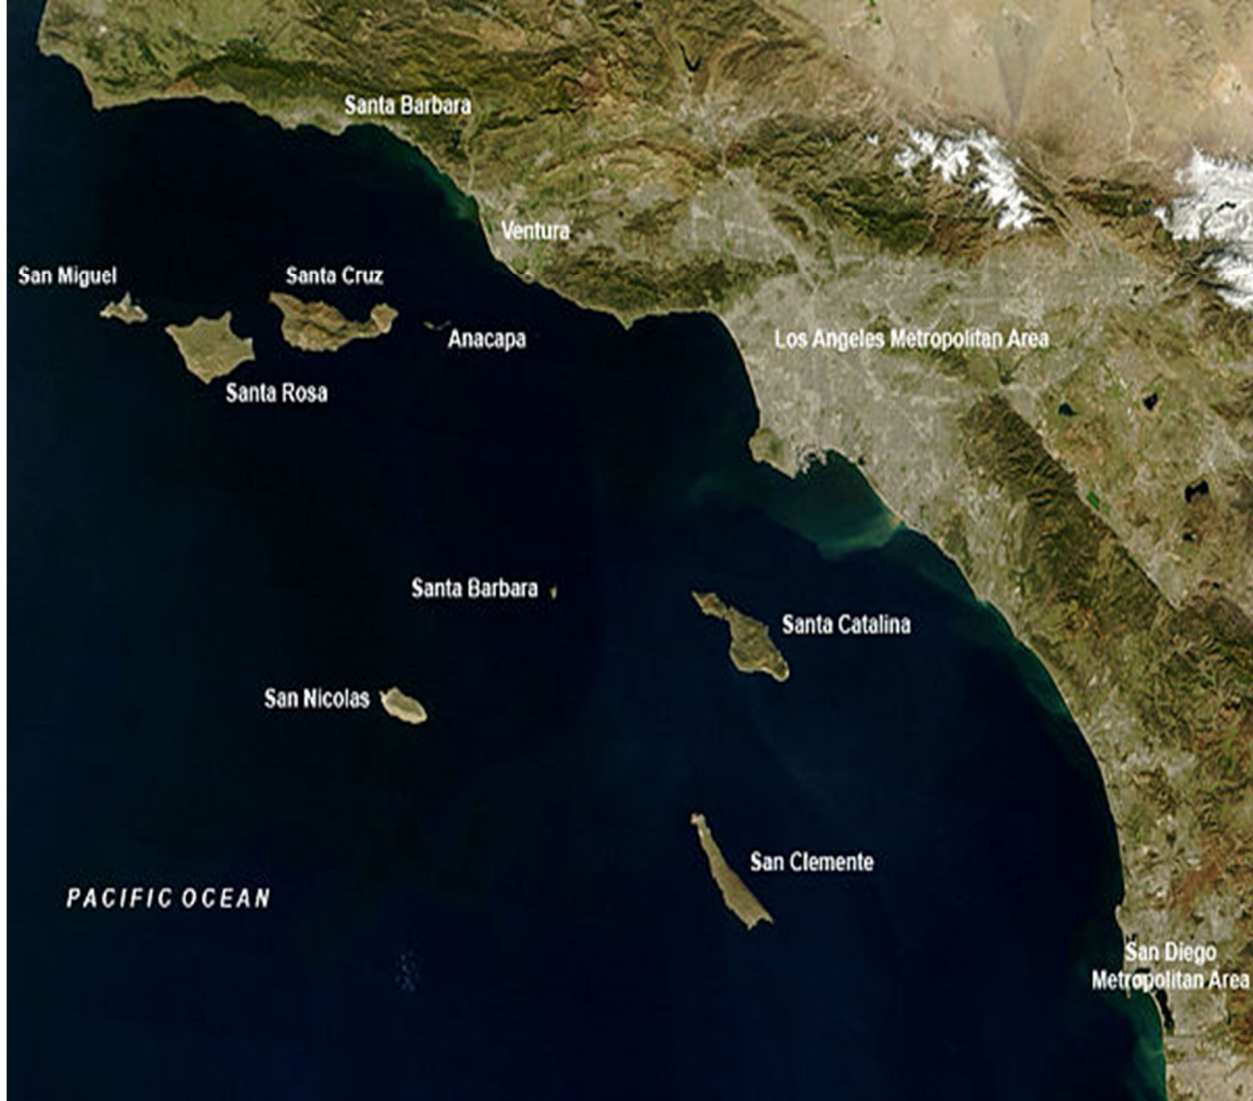 Santa Barbara
Ventura
San Miguel
Santa Cruz
Anacapa
Los Angeles Metropolitan Area
Santa Rosa
Santa Barbara
Santa Catalina
San Nicolas
San Clemente
PACIFIC OCEAN
San Diego
Metropolitan Area